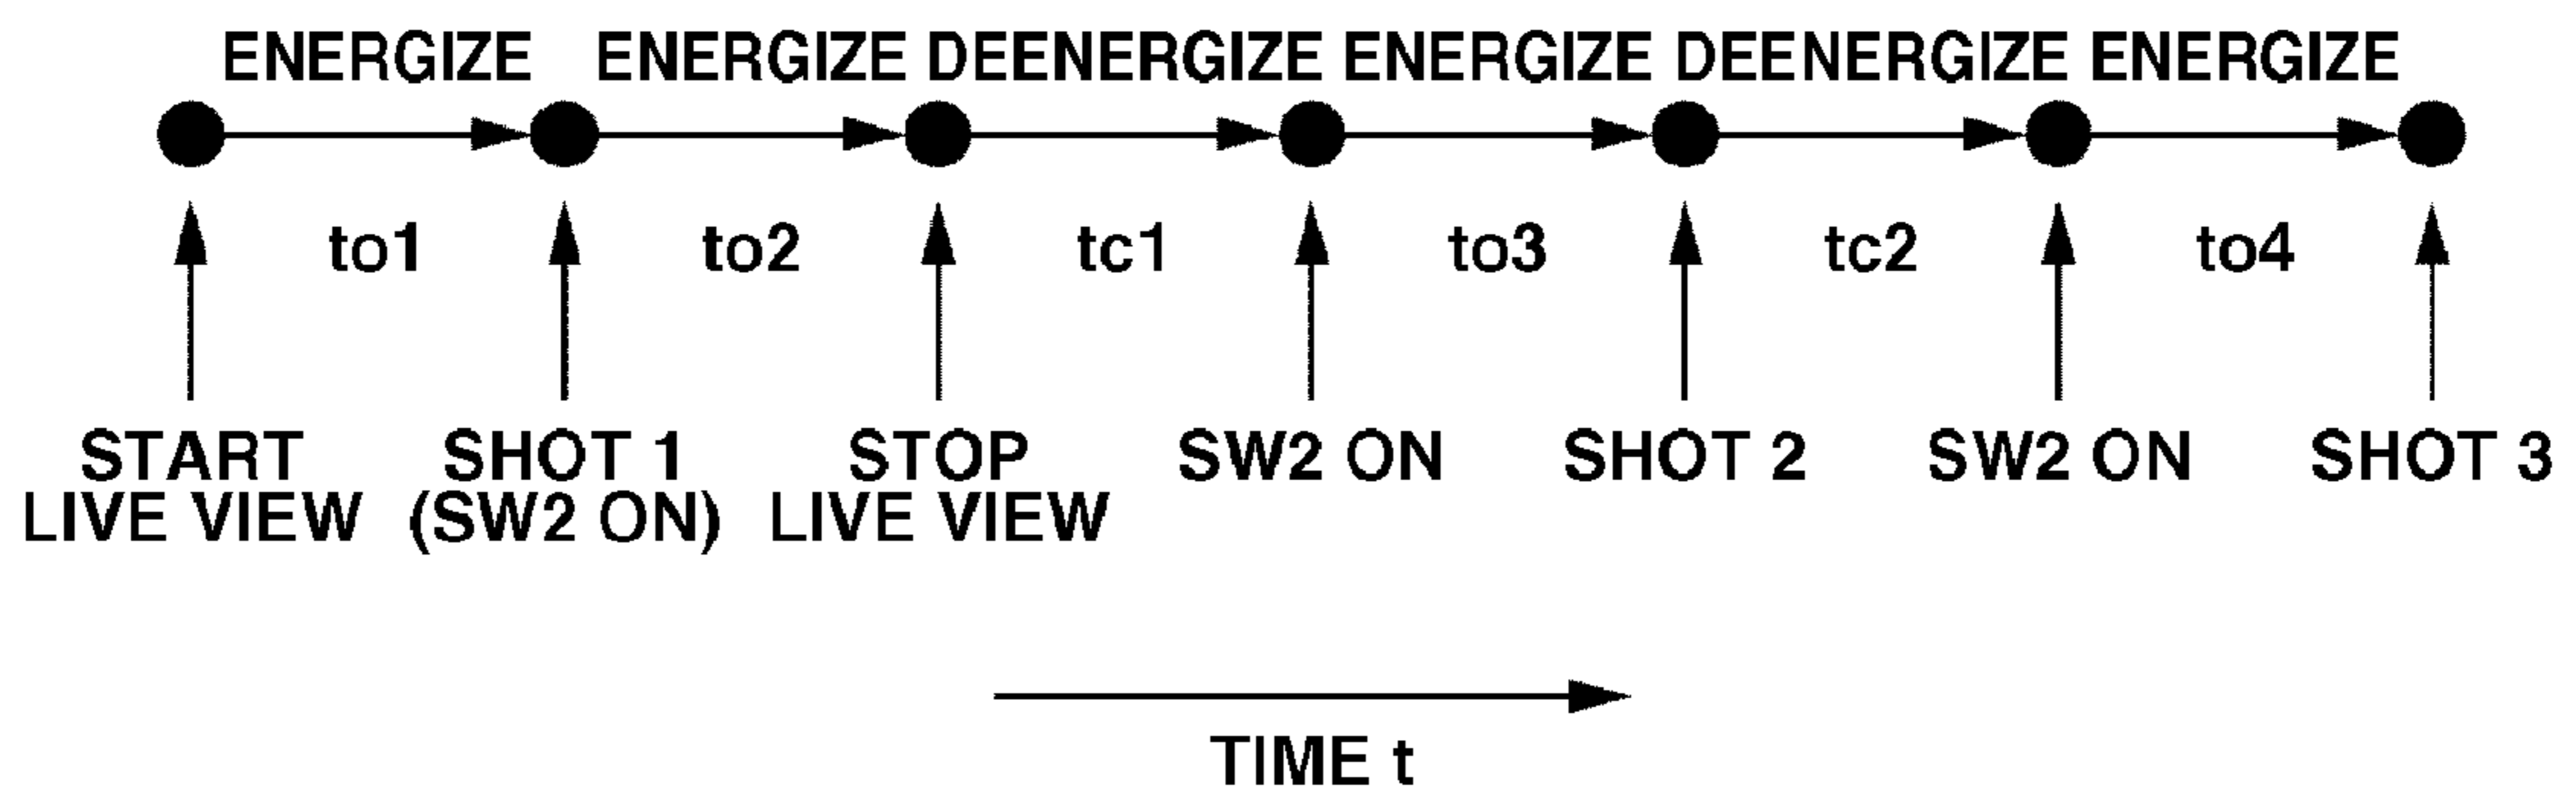 ENERGIZE ENERGIZE DEENERGIZE ENERGIZE DEENERGIZE ENERGIZE
to1 to2 tc1 to3 tc2 to4
START SHOT 1 STOP SW2 ON SHOT 2 SW2 ON SHOT 3
LIVE VIEW (SW2 ON) LIVE VIEW
TIME t